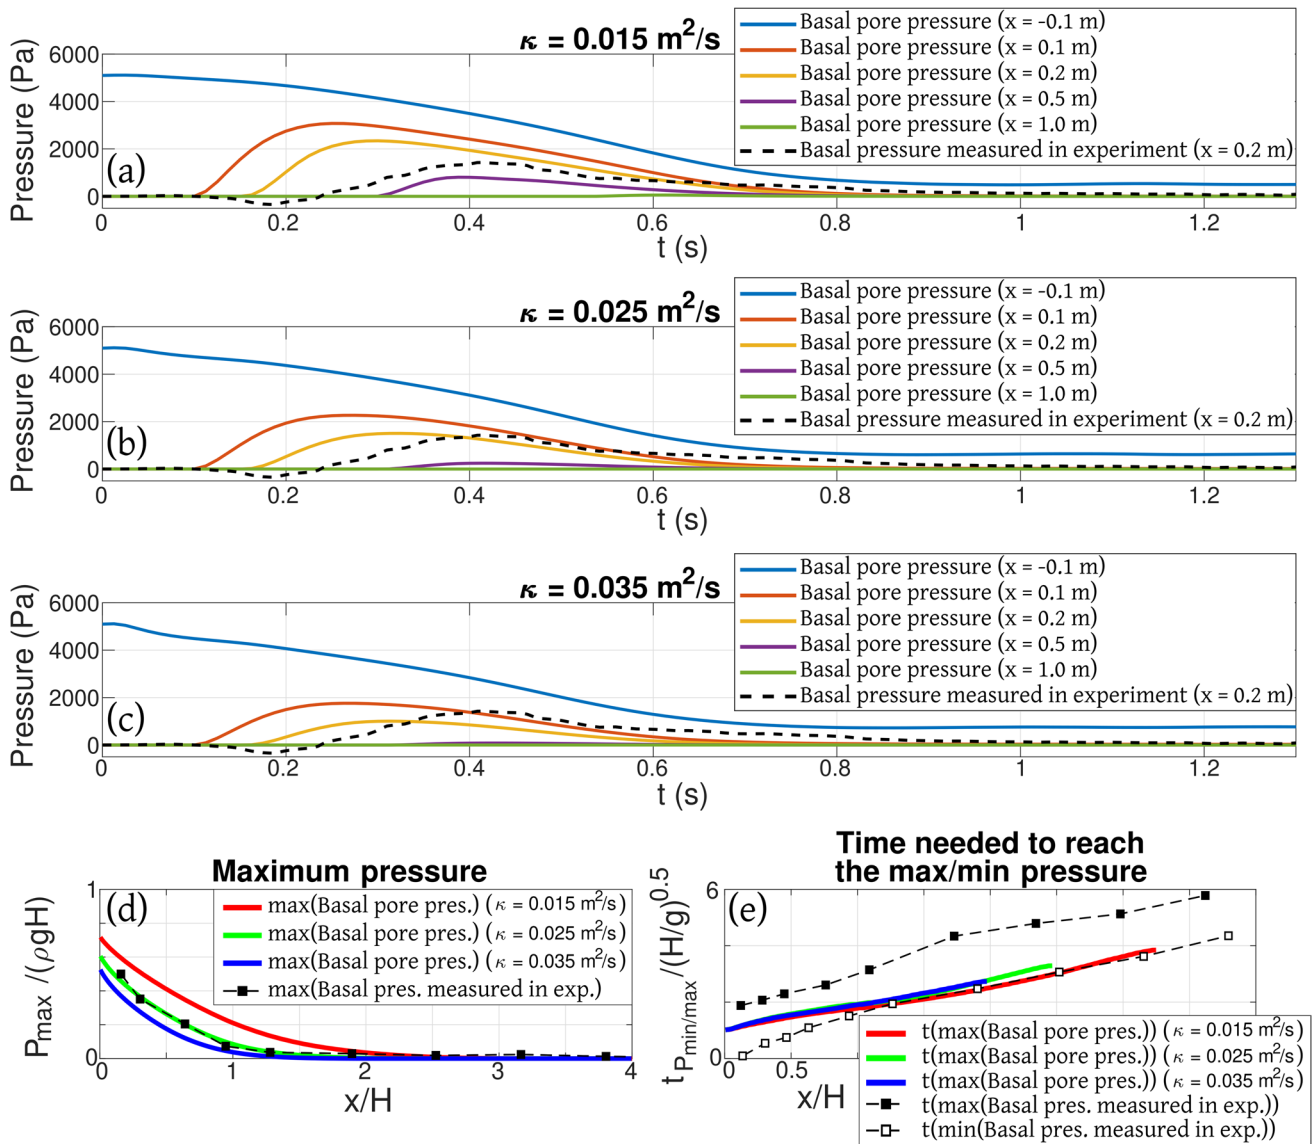 κ = 0.015 m²/s
Basal pore pressure (x = -0.1 m)
Basal pore pressure (x = 0.1 m)
Basal pore pressure (x = 0.2 m)
Basal pore pressure (x = 0.5 m)
Basal pore pressure (x = 1.0 m)
Basal pressure measured in experiment (x = 0.2 m)
Pressure (Pa)
6000
4000
2000
0
(a)
0 0.2 0.4 0.6 0.8 1 1.2
t (s)
κ = 0.025 m²/s
Basal pore pressure (x = -0.1 m)
Basal pore pressure (x = 0.1 m)
Basal pore pressure (x = 0.2 m)
Basal pore pressure (x = 0.5 m)
Basal pore pressure (x = 1.0 m)
Basal pressure measured in experiment (x = 0.2 m)
Pressure (Pa)
6000
4000
2000
0
(b)
0 0.2 0.4 0.6 0.8 1 1.2
t (s)
κ = 0.035 m²/s
Basal pore pressure (x = -0.1 m)
Basal pore pressure (x = 0.1 m)
Basal pore pressure (x = 0.2 m)
Basal pore pressure (x = 0.5 m)
Basal pore pressure (x = 1.0 m)
Basal pressure measured in experiment (x = 0.2 m)
Pressure (Pa)
6000
4000
2000
0
(c)
0 0.2 0.4 0.6 0.8 1 1.2
t (s)
Maximum pressure
(d)
max(Basal pore pres.) ( κ = 0.015 m²/s)
max(Basal pore pres.) ( κ = 0.025 m²/s)
max(Basal pore pres.) ( κ = 0.035 m²/s)
max(Basal pres. measured in exp.)
Pmax /(ρgH)
1
0
0 1 2 3 4
x/H
Time needed to reach
the max/min pressure
(e)
t Pmin/max /(H/g)^0.5
6
4
2
0
0 0.5
x/H
t(max(Basal pore pres.)) ( κ = 0.015 m²/s)
t(max(Basal pore pres.)) ( κ = 0.025 m²/s)
t(max(Basal pore pres.)) ( κ = 0.035 m²/s)
t(max(Basal pres. measured in exp.))
t(min(Basal pres. measured in exp.))